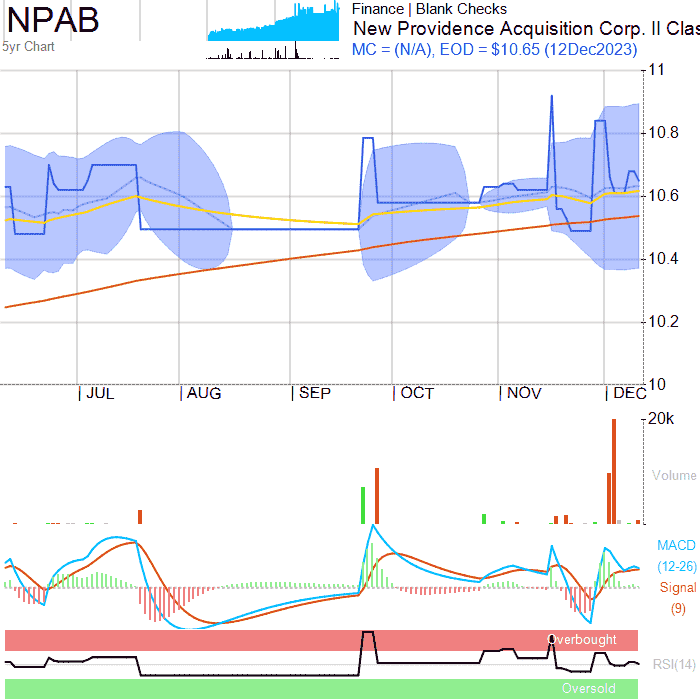 NPAB
5yr Chart
Finance | Blank Checks
New Providence Acquisition Corp. II Clas
MC = (N/A), EOD = $10.65 (12Dec2023)
11
10.8
10.6
10.4
10.2
10
JUL
AUG
SEP
OCT
NOV
DEC
20k
Volume
MACD
(12-26)
Signal
(9)
Overbought
RSI(14)
Oversold